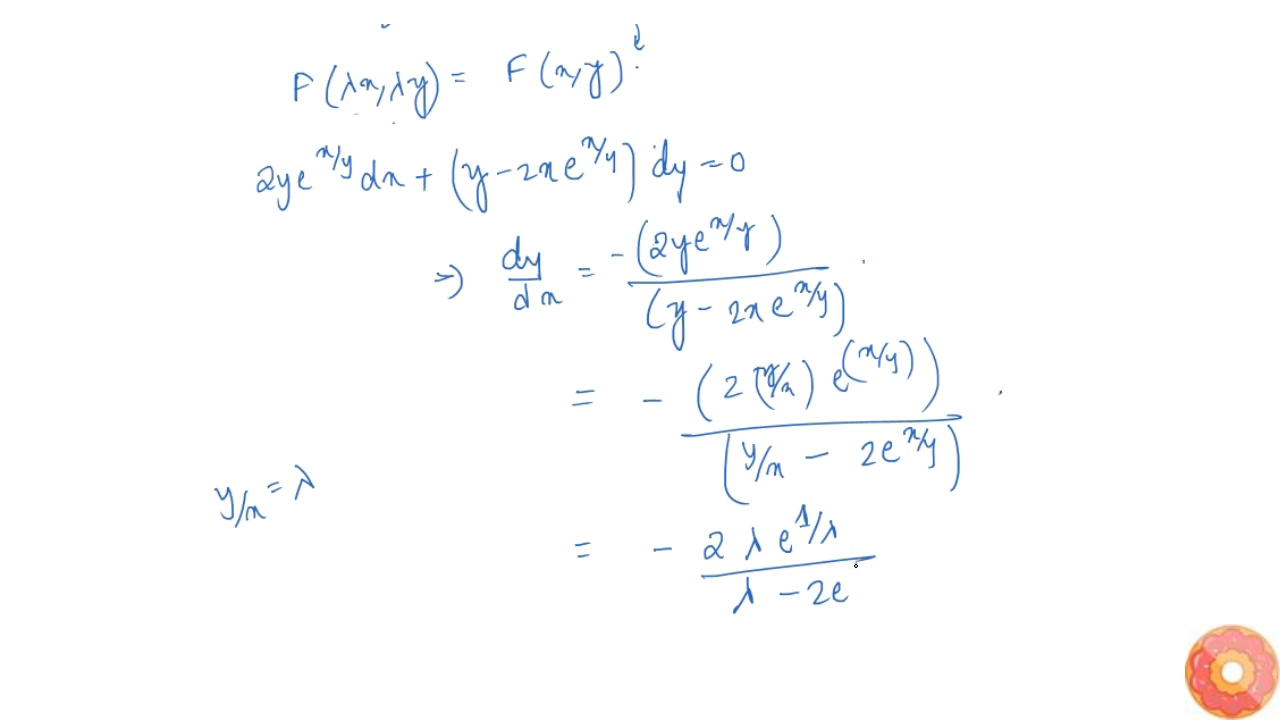 F(λx,λy) = F(x,y).
2ye^{x/y} dx + (y-2xe^{x/y}) dy = 0
⇒ dy/dx = -(2ye^{x/y}) / (y - 2xe^{x/y})
= - (2(y/x) e^{(x/y)}) / (y/x - 2e^{x/y})
y/x = λ
= - 2λe^{1/λ} / λ - 2e